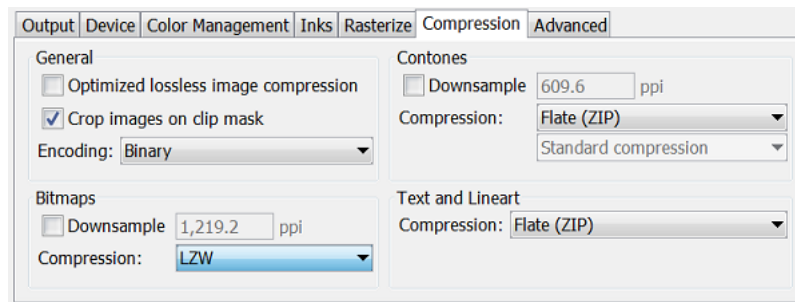 Output Device Color Management Inks Rasterize Compression Advanced
General
Optimized lossless image compression
Crop images on clip mask
Encoding: Binary
Contones
Downsample 609.6 ppi
Compression: Flate (ZIP)
Standard compression
Bitmaps
Downsample 1,219.2 ppi
Compression: LZW
Text and Lineart
Compression: Flate (ZIP)